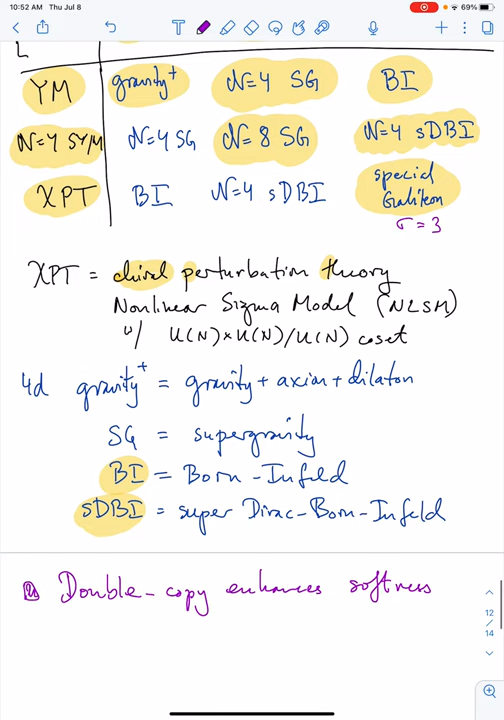 10:52 AM Thu Jul 8
69%
L
YM gravity⁺ N=4 SG BI
N=4 SYM N=4 SG N=8 SG N=4 sDBI
χPT BI N=4 sDBI special Galileon
σ = 3
χPT = chiral perturbation theory
Nonlinear Sigma Model (NLSM)
w/ U(N)×U(N)/U(N) coset
4d gravity⁺ = gravity + axion + dilaton
SG = supergravity
BI = Born-Infeld
sDBI = super Dirac-Born-Infeld
Double-copy enhances softness
12
/
14